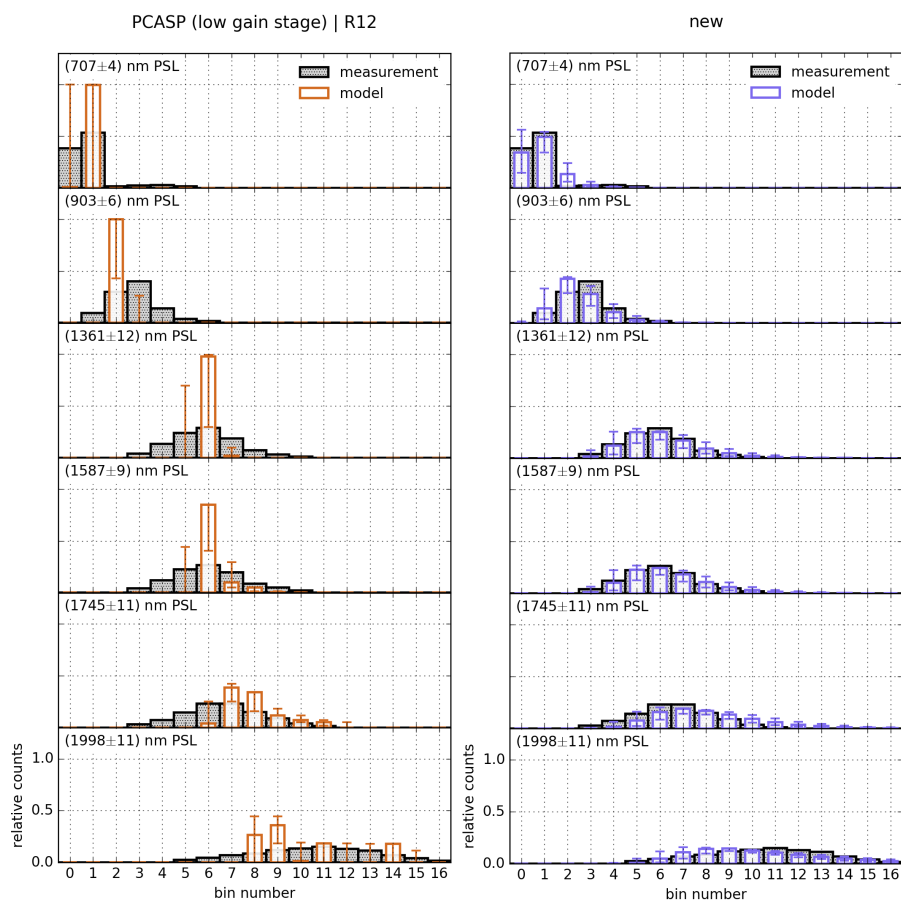 PCASP (low gain stage) | R12
(707±4) nm PSL
measurement
model
(903±6) nm PSL
(1361±12) nm PSL
(1587±9) nm PSL
(1745±11) nm PSL
(1998±11) nm PSL
relative counts
1.0
0.5
0.0
0 1 2 3 4 5 6 7 8 9 10 11 12 13 14 15 16
bin number
new
(707±4) nm PSL
measurement
model
(903±6) nm PSL
(1361±12) nm PSL
(1587±9) nm PSL
(1745±11) nm PSL
(1998±11) nm PSL
relative counts
1.0
0.5
0.0
0 1 2 3 4 5 6 7 8 9 10 11 12 13 14 15 16
bin number